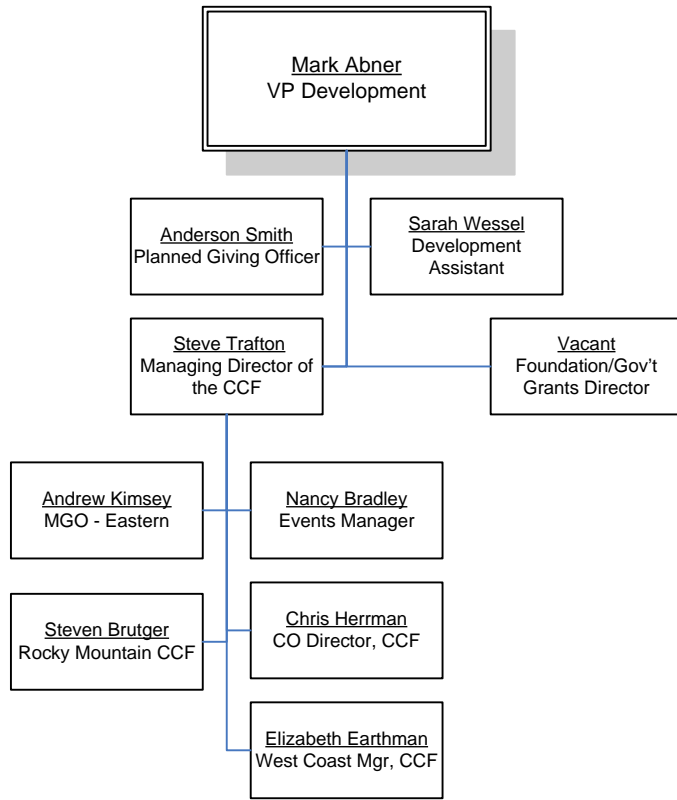 Mark Abner
VP Development
Anderson Smith
Planned Giving Officer
Sarah Wessel
Development
Assistant
Steve Trafton
Managing Director of
the CCF
Vacant
Foundation/Gov't
Grants Director
Andrew Kimsey
MGO - Eastern
Nancy Bradley
Events Manager
Steven Brutger
Rocky Mountain CCF
Chris Herrman
CO Director, CCF
Elizabeth Earthman
West Coast Mgr, CCF